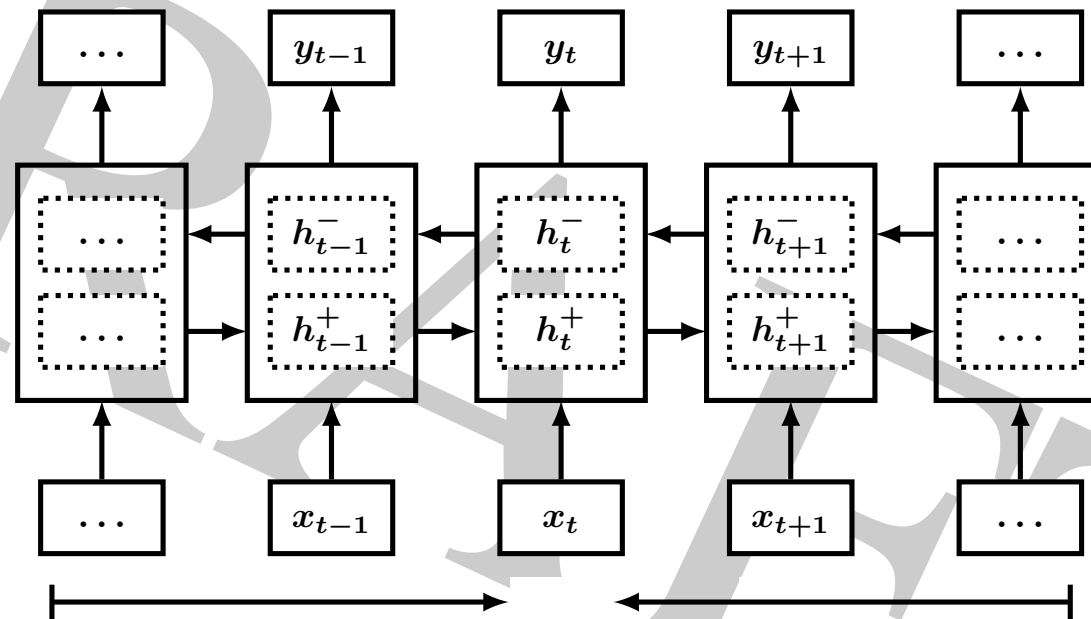 ... y_{t-1} y_t y_{t+1} ...
... h^-_{t-1} h^-_t h^-_{t+1} ...
... h^+_{t-1} h^+_t h^+_{t+1} ...
... x_{t-1} x_t x_{t+1} ...